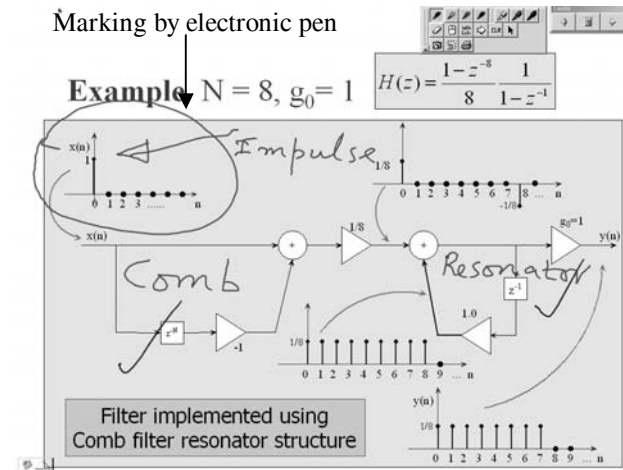 Marking by electronic pen
Example N = 8, g₀= 1
H(z) = 1 − z⁻⁸ / 8 1 / 1 − z⁻¹
x(n)
1
0 1 2 3 ...... n
Impulse
1/8
0 1 2 3 4 5 6 7 8 ... n
-1/8
x(n)
+
1/8
+
g₀=1
y(n)
Comb
Resonator
z⁻ᴺ
-1
z⁻¹
1.0
1/8
0 1 2 3 4 5 6 7 8 9 ... n
y(n)
1/8
0 1 2 3 4 5 6 7 8 9 ... n
Filter implemented using
Comb filter resonator structure